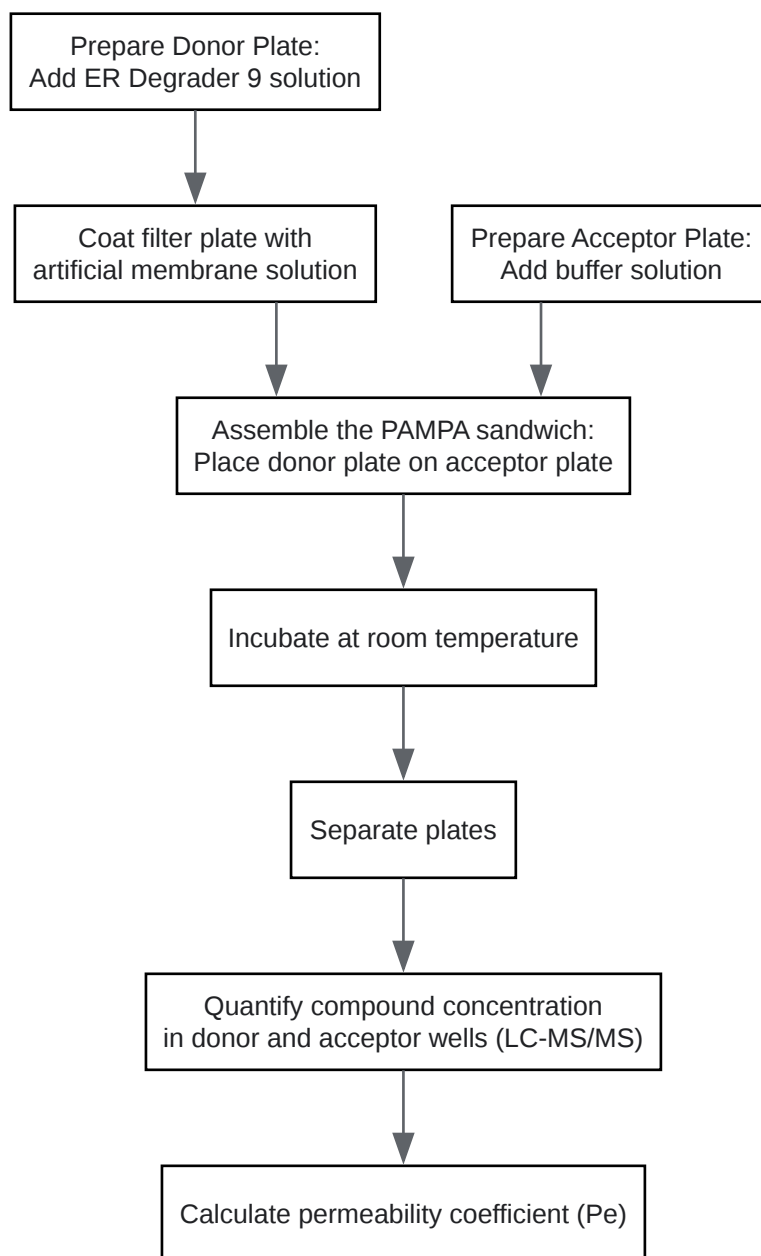 Prepare Donor Plate:
Add ER Degrader 9 solution
Coat filter plate with
artificial membrane solution
Prepare Acceptor Plate:
Add buffer solution
Assemble the PAMPA sandwich:
Place donor plate on acceptor plate
Incubate at room temperature
Separate plates
Quantify compound concentration
in donor and acceptor wells (LC-MS/MS)
Calculate permeability coefficient (Pe)